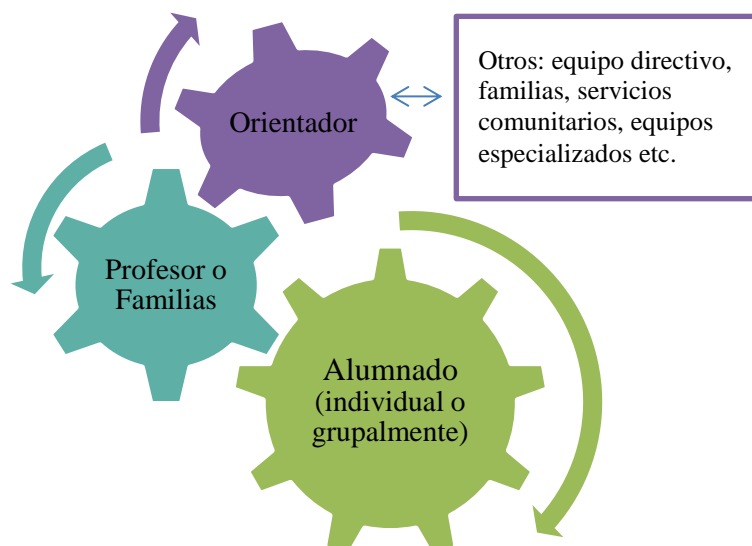 Otros: equipo directivo,
familias, servicios
comunitarios, equipos
especializados etc.
Orientador
Profesor o
Familias
Alumnado
(individual o
grupalmente)